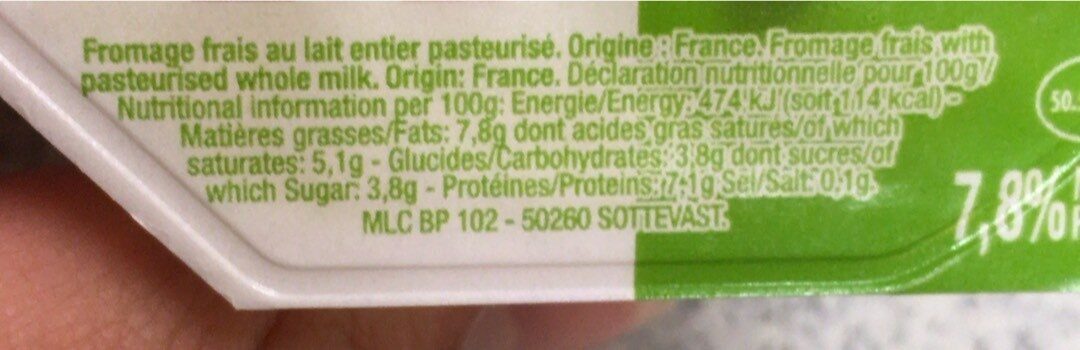 Fromage frais au lait entier pasteurisé. Origine : France. Fromage frais with
pasteurised whole milk. Origin: France. Déclaration nutritionnelle pour 100g /
Nutritional information per 100g: Energie/Energy: 474 kJ (soit 114 kcal) -
Matières grasses/Fats: 7,8g dont acides gras saturés/of which
saturates: 5,1g - Glucides/Carbohydrates: 3,8g dont sucres/of
which Sugar: 3,8g - Protéines/Proteins: 7,1g Sel/Salt: 0,1g.
MLC BP 102 - 50260 SOTTEVAST.
7,8%